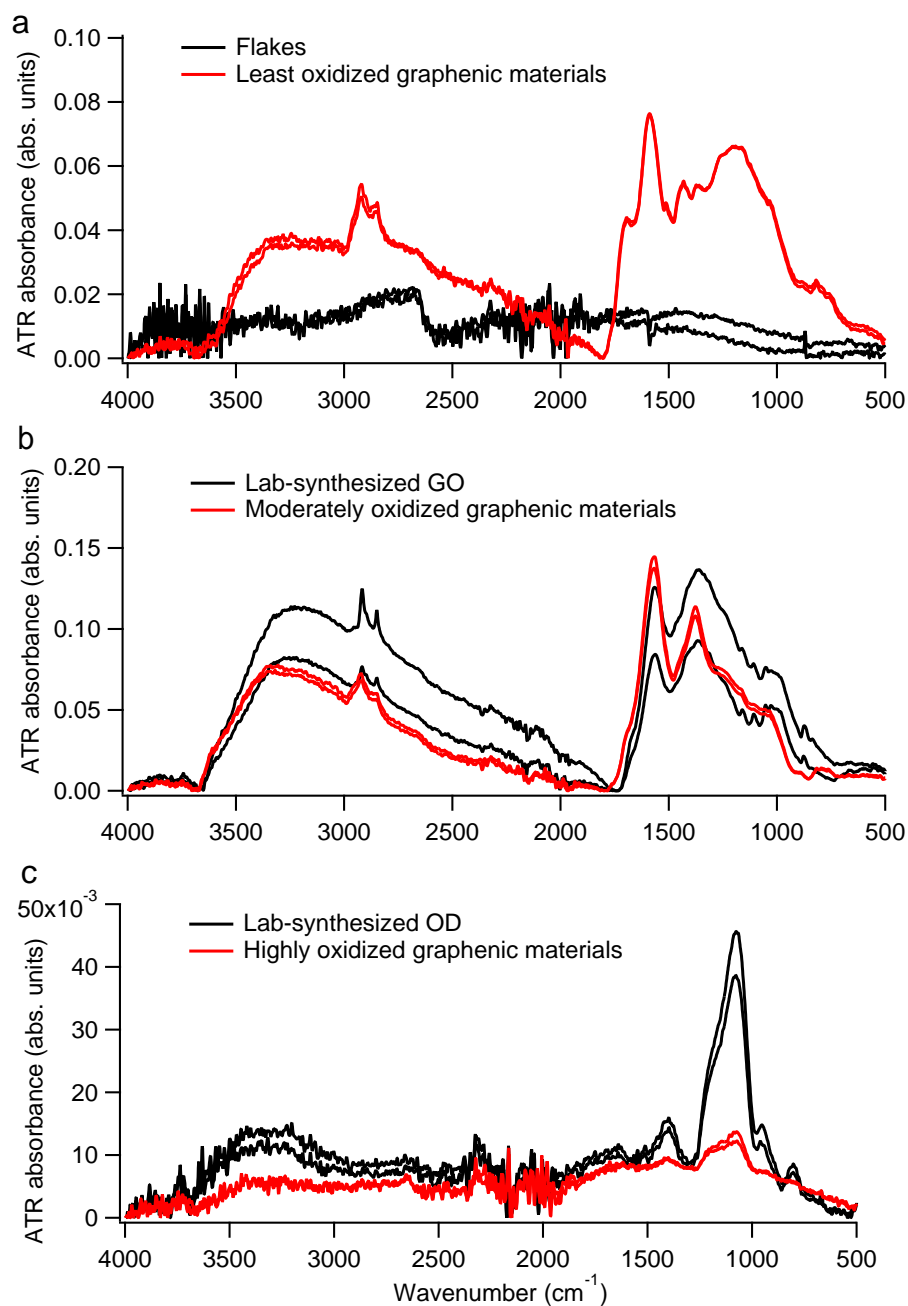 a
0.10
0.08
0.06
0.04
0.02
0.00
ATR absorbance (abs. units)
Flakes
Least oxidized graphenic materials
4000 3500 3000 2500 2000 1500 1000 500
b
0.20
0.15
0.10
0.05
0.00
ATR absorbance (abs. units)
Lab-synthesized GO
Moderately oxidized graphenic materials
4000 3500 3000 2500 2000 1500 1000 500
c
50x10⁻³
40
30
20
10
0
ATR absorbance (abs. units)
Lab-synthesized OD
Highly oxidized graphenic materials
4000 3500 3000 2500 2000 1500 1000 500
Wavenumber (cm⁻¹)